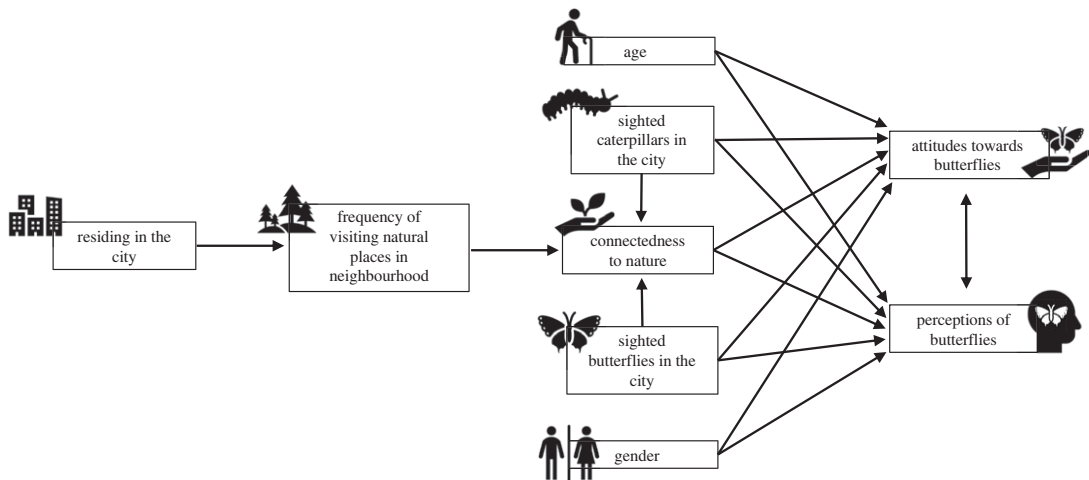 age
sighted
caterpillars in
the city
attitudes towards
butterflies
residing in the
city
frequency of
visiting natural
places in
neighbourhood
connectedness
to nature
sighted
butterflies in the
city
perceptions of
butterflies
gender